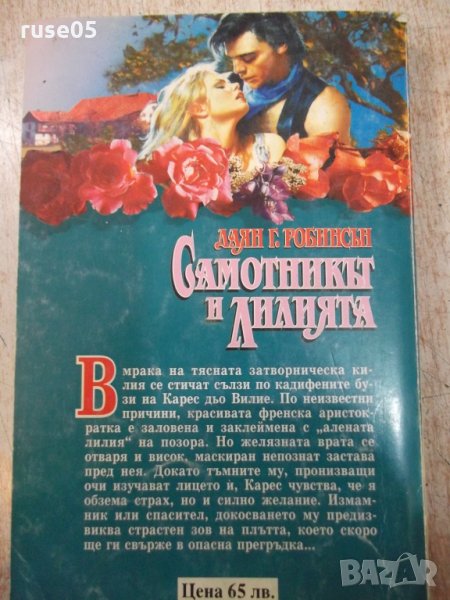 ruse05
ДАЯН Г. РОБИНСЪН
САМОТНИКЪТ
И ЛИЛИЯТА
В мрака на тясната затворническа ки-
лия се стичат сълзи по кадифените бу-
зи на Карес дьо Вилие. По неизвестни
причини, красивата френска аристок-
ратка е заловена и заклеймена с „алената
лилия“ на позора. Но желязната врата се
отваря и висок, маскиран непознат застава
пред нея. Докато тъмните му, пронизващи
очи изучават лицето ѝ, Карес чувства, че я
обзема страх, но и силно желание. Измам-
ник или спасител, докосването му предиз-
виква страстен зов на плътта, което скоро
ще ги свърже в опасна прегръдка...
Цена 65 лв.
BAZAR